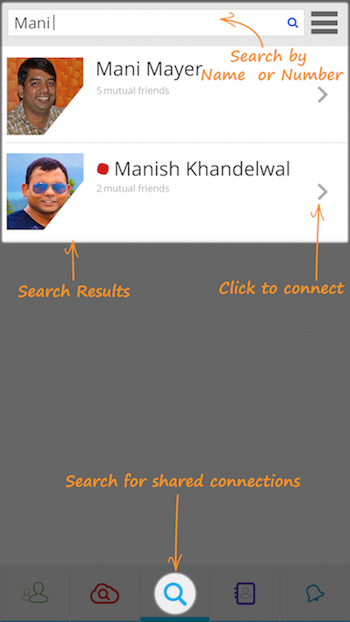 Mani
Search by
Name or Number
Mani Mayer
5 mutual friends
Manish Khandelwal
2 mutual friends
Search Results
Click to connect
Search for shared connections